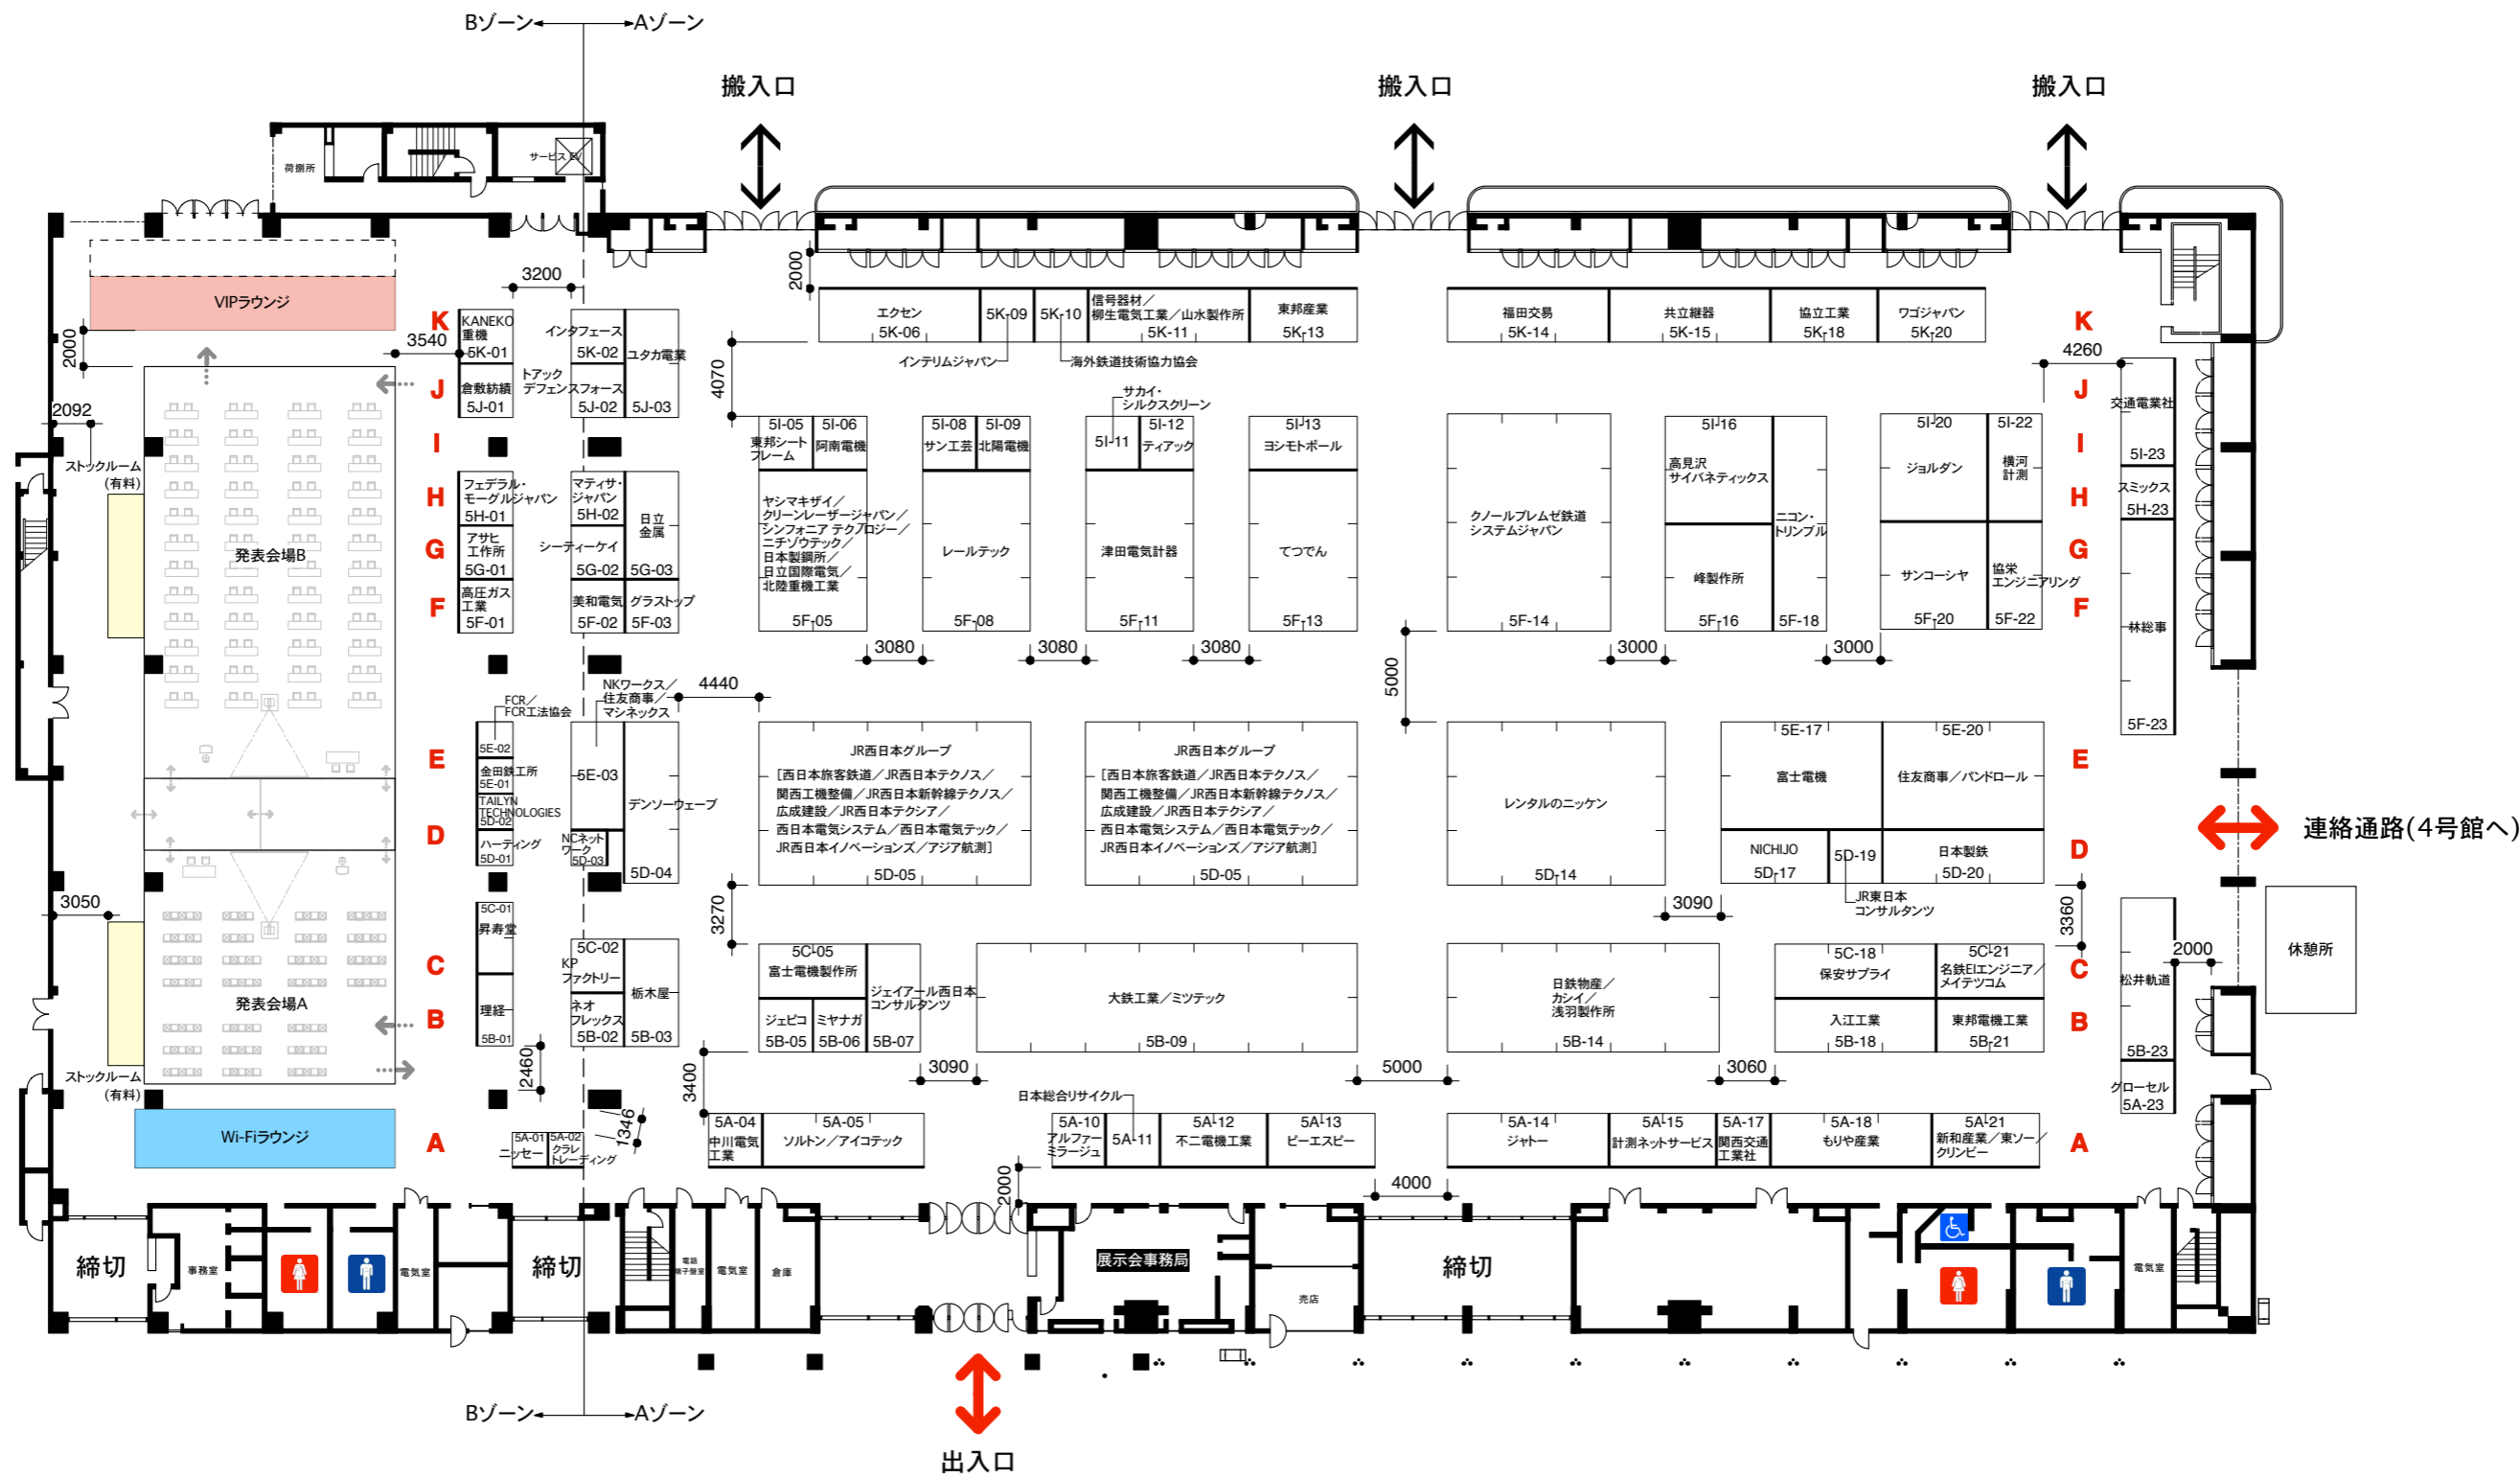 Bゾーン
Aゾーン
搬入口
搬入口
搬入口
荷捌所
サービス EV
VIPラウンジ
2000
3540
3200
2000
2092
K
KANEKO
重機
5K-01
インタフェース
5K-02
ユタカ電業
エクセン
5K-06
5K-09
インテリムジャパン
5K-10
海外鉄道技術協力協会
信号器材／
柳生電気工業／山水製作所
5K-11
東邦産業
5K-13
福田交易
5K-14
共立継器
5K-15
協立工業
5K-18
ワゴジャパン
5K-20
K
J
倉敷紡績
5J-01
トアック
デフェンスフォース
5J-02
5J-03
4070
4260
J
交通電業社
5I-23
I
5I-05
東邦シート
フレーム
5I-06
阿南電機
5I-08
サン工芸
5I-09
北陽電機
サカイ・
シルクスクリーン
5I-11
5I-12
ティアック
5I-13
ヨシモトポール
5I-16
高見沢
サイバネティックス
5I-20
ジョルダン
5I-22
横河
計測
I
ストックルーム
(有料)
発表会場B
H
フェデラル・
モーグルジャパン
5H-01
マティサ・
ジャパン
5H-02
日立
金属
H
スミックス
5H-23
G
アサヒ
工作所
5G-01
シーティーケイ
5G-02
5G-03
ヤシマキザイ／
クリーンレーザージャパン／
シンフォニア テクノロジー／
ニチゾウテック／
日本製鋼所／
日立国際電気／
北陸重機工業
5F-05
レールテック
5F-08
津田電気計器
5F-11
てつでん
5F-13
クノールブレムゼ鉄道
システムジャパン
5F-14
峰製作所
5F-16
ニコン・
トリンブル
5F-18
サンコーシヤ
5F-20
協栄
エンジニアリング
5F-22
G
F
高圧ガス
工業
5F-01
美和電気
5F-02
グラストップ
5F-03
F
林総事
5F-23
3080
3080
3080
5000
3000
3000
4440
FCR／
FCR工法協会
5E-02
NKワークス／
住友商事／
マシネックス
5E-03
E
金田鉄工所
5E-01
TAILYN
TECHNOLOGIES
5D-02
デンソーウェーブ
5D-04
D
ハーティング
5D-01
NCネット
ワーク
5D-03
JR西日本グループ
［西日本旅客鉄道／JR西日本テクノス／
関西工機整備／JR西日本新幹線テクノス／
広成建設／JR西日本テクシア／
西日本電気システム／西日本電気テック／
JR西日本イノベーションズ／アジア航測］
5D-05
JR西日本グループ
［西日本旅客鉄道／JR西日本テクノス／
関西工機整備／JR西日本新幹線テクノス／
広成建設／JR西日本テクシア／
西日本電気システム／西日本電気テック／
JR西日本イノベーションズ／アジア航測］
5D-05
レンタルのニッケン
5D-14
5E-17
富士電機
5E-20
住友商事／パンドロール
NICHIJO
5D-17
5D-19
JR東日本
コンサルタンツ
日本製鉄
5D-20
E
D
連絡通路(4号館へ)
3050
3270
3090
3360
2000
休憩所
5C-01
昇寿堂
C
5C-02
KP
ファクトリー
栃木屋
5B-03
5C-05
富士電機製作所
ジェイアール西日本
コンサルタンツ
5B-07
大鉄工業／ミツテック
5B-09
日鉄物産／
カシイ／
浅羽製作所
5B-14
5C-18
保安サプライ
5C-21
名鉄EIエンジニア／
メイテツコム
C
松井軌道
5B-23
発表会場A
B
理経
5B-01
ネオ
フレックス
5B-02
ジェピコ
5B-05
ミヤナガ
5B-06
入江工業
5B-18
東邦電機工業
5B-21
B
ストックルーム
(有料)
2460
1346
3400
3090
5000
3060
グローセル
5A-23
Wi-Fiラウンジ
A
5A-01
ニッセー
5A-02
クラレ
トレーディング
5A-04
中川電気
工業
5A-05
ソルトン／アイコテック
日本総合リサイクル
5A-10
アルファー
ミラージュ
5A-11
5A-12
不二電機工業
5A-13
ピーエスピー
5A-14
ジャトー
5A-15
計測ネットサービス
5A-17
関西交通
工業社
5A-18
もりや産業
5A-21
新和産業／東ソー／
クリンビー
A
2000
4000
締切
事務室
電気室
締切
電話
端子盤室
電気室
倉庫
展示会事務局
売店
締切
電気室
Bゾーン
Aゾーン
出入口